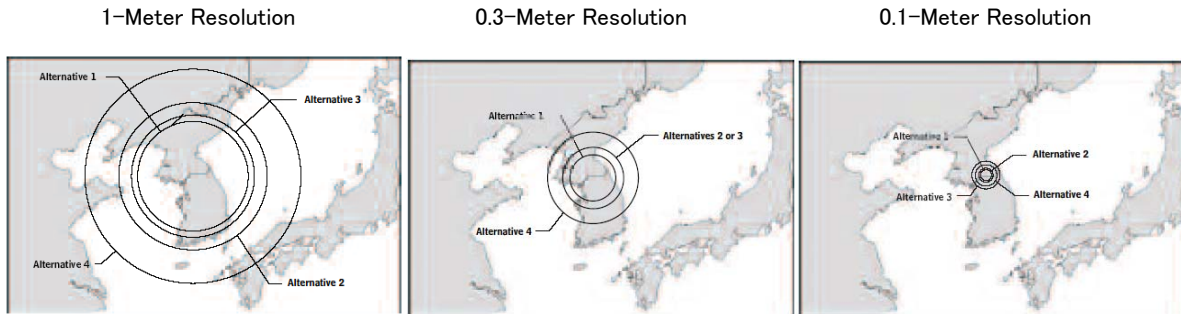 1-Meter Resolution
0.3-Meter Resolution
0.1-Meter Resolution
Alternative 1
Alternative 3
Alternative 4
Alternative 2
Alternative 1
Alternatives 2 or 3
Alternative 4
Alternative 1
Alternative 2
Alternative 3
Alternative 4